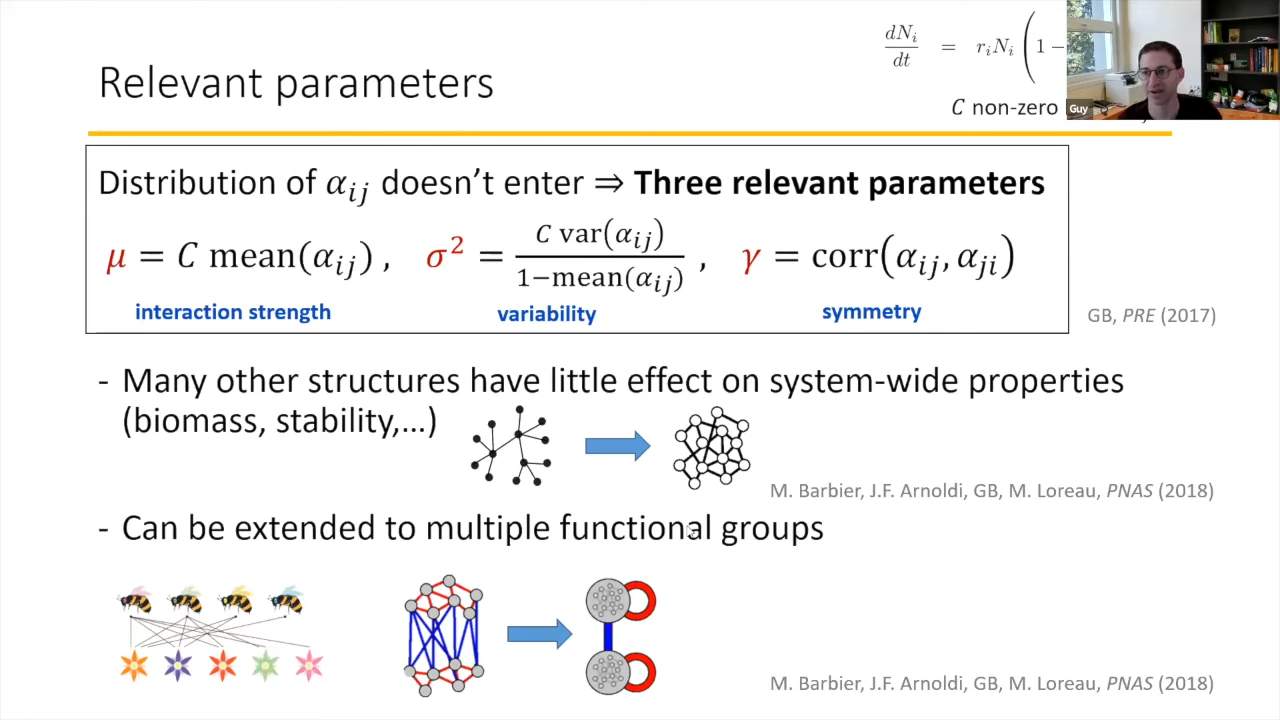 Relevant parameters
dN_i/dt = r_i N_i ( 1 −
C non-zero
Guy
Distribution of α_ij doesn't enter ⇒ Three relevant parameters
μ = C mean(α_ij) , σ² = C var(α_ij) / 1−mean(α_ij) , γ = corr(α_ij, α_ji)
interaction strength variability symmetry
GB, PRE (2017)
- Many other structures have little effect on system-wide properties
(biomass, stability,...)
M. Barbier, J.F. Arnoldi, GB, M. Loreau, PNAS (2018)
- Can be extended to multiple functional groups
M. Barbier, J.F. Arnoldi, GB, M. Loreau, PNAS (2018)